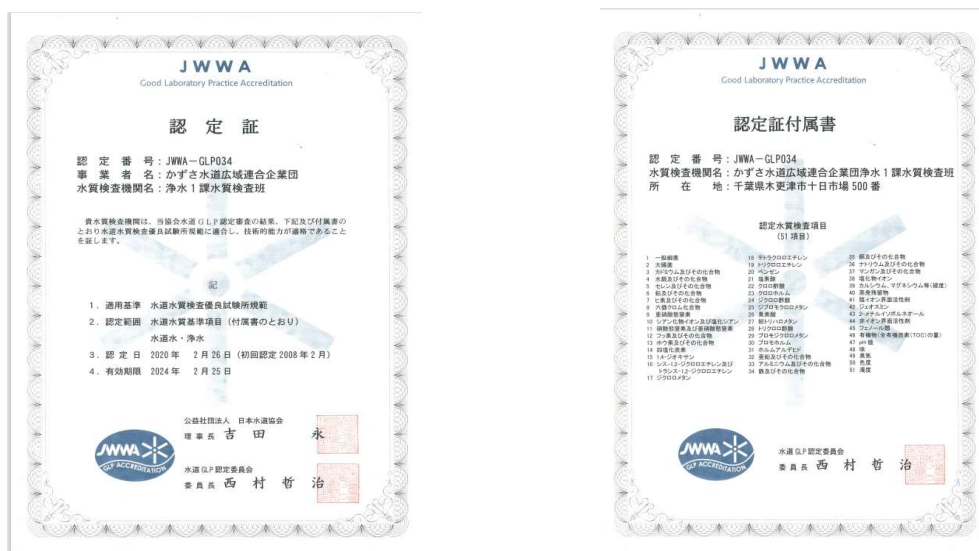 JWWA
Good Laboratory Practice Accreditation
認定証
認定番号：JWWA－GLP034
事業者名：かずさ水道広域連合企業団
水質検査機関名：浄水1課水質検査班
貴水質検査機関は、当協会水道GLP認定審査の結果、下記及び付属書の
とおり水道水質検査優良試験所規範に適合し、技術的能力が適格であること
を証します。
記
1．適用基準 水道水質検査優良試験所規範
2．認定範囲 水道水質基準項目（付属書のとおり）
水道水・浄水
3．認定日 2020年 2月26日（初回認定2008年2月）
4．有効期限 2024年 2月25日
公益社団法人 日本水道協会
理事長 吉田 永
水道GLP認定委員会
委員長 西村哲治
JWWA
GLP ACCREDITATION
JWWA
Good Laboratory Practice Accreditation
認定証付属書
認定番号：JWWA－GLP034
水質検査機関名：かずさ水道広域連合企業団浄水1課水質検査班
所在地：千葉県木更津市十日市場500番
認定水質検査項目
（51項目）
1 一般細菌
2 大腸菌
3 カドミウム及びその化合物
4 水銀及びその化合物
5 セレン及びその化合物
6 鉛及びその化合物
7 ヒ素及びその化合物
8 六価クロム化合物
9 亜硝酸態窒素
10 シアン化物イオン及び塩化シアン
11 硝酸態窒素及び亜硝酸態窒素
12 フッ素及びその化合物
13 ホウ素及びその化合物
14 四塩化炭素
15 1,4-ジオキサン
16 シス-1,2-ジクロロエチレン及び
トランス-1,2-ジクロロエチレン
17 ジクロロメタン
18 テトラクロロエチレン
19 トリクロロエチレン
20 ベンゼン
21 塩素酸
22 クロロ酢酸
23 クロロホルム
24 ジクロロ酢酸
25 ジブロモクロロメタン
26 臭素酸
27 総トリハロメタン
28 トリクロロ酢酸
29 ブロモジクロロメタン
30 ブロモホルム
31 ホルムアルデヒド
32 亜鉛及びその化合物
33 アルミニウム及びその化合物
34 鉄及びその化合物
35 銅及びその化合物
36 ナトリウム及びその化合物
37 マンガン及びその化合物
38 塩化物イオン
39 カルシウム、マグネシウム等（硬度）
40 蒸発残留物
41 陰イオン界面活性剤
42 ジェオスミン
43 2-メチルイソボルネオール
44 非イオン界面活性剤
45 フェノール類
46 有機物（全有機炭素（TOC）の量）
47 pH値
48 味
49 臭気
50 色度
51 濁度
水道GLP認定委員会
委員長 西村哲治
JWWA
GLP ACCREDITATION